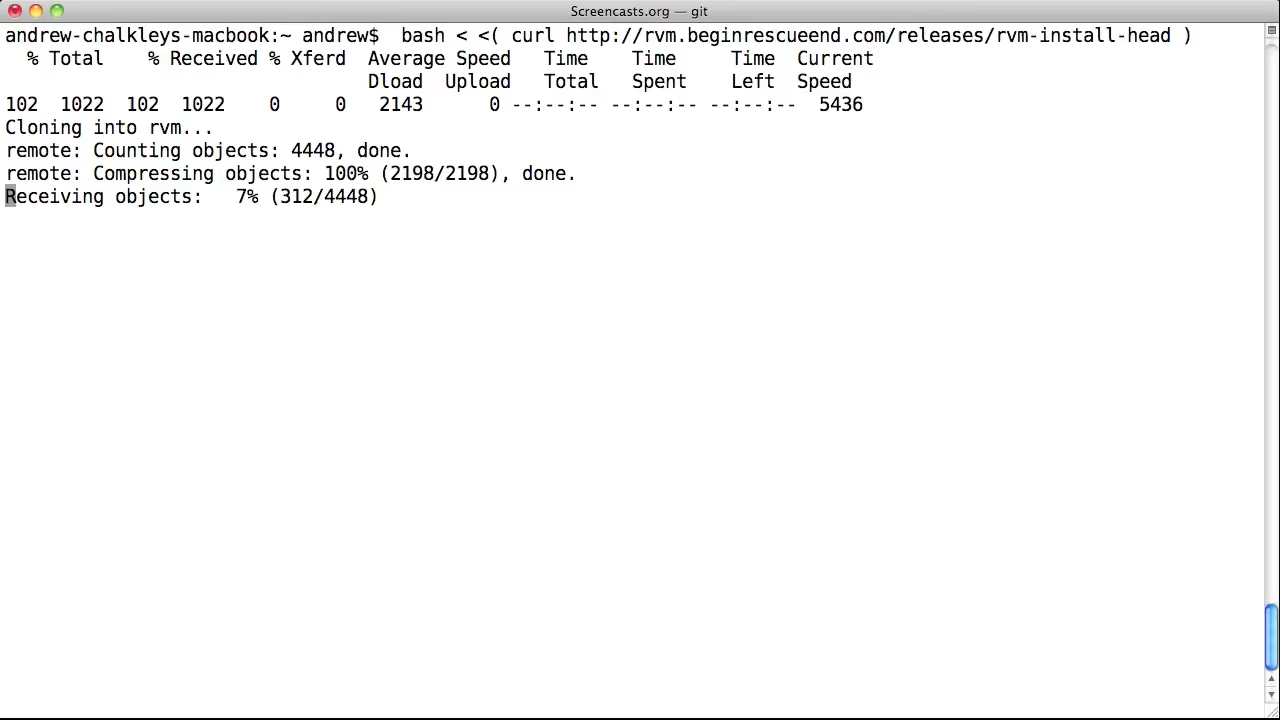 Screencasts.org — git
andrew-chalkleys-macbook:~ andrew$  bash < <( curl http://rvm.beginrescueend.com/releases/rvm-install-head )
  % Total    % Received % Xferd  Average Speed   Time    Time     Time  Current
                                 Dload  Upload   Total   Spent    Left  Speed
102  1022  102  1022    0     0   2143      0 --:--:-- --:--:-- --:--:--  5436
Cloning into rvm...
remote: Counting objects: 4448, done.
remote: Compressing objects: 100% (2198/2198), done.
Receiving objects:   7% (312/4448)